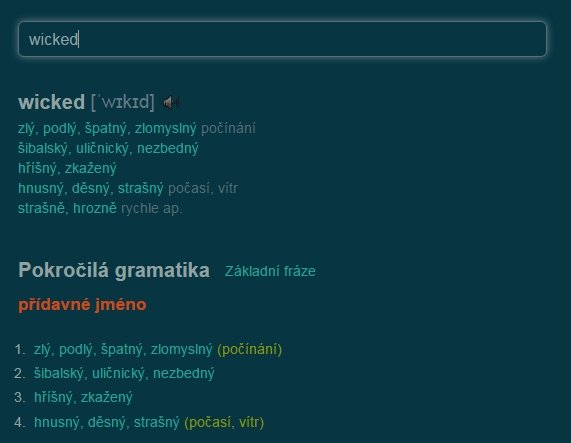 wicked
wicked [ˈwɪkɪd]
zlý, podlý, špatný, zlomyslný počínání
šibalský, uličnický, nezbedný
hříšný, zkažený
hnusný, děsný, strašný počasí, vítr
strašně, hrozně rychle ap.
Pokročilá gramatika Základní fráze
přídavné jméno
1. zlý, podlý, špatný, zlomyslný (počínání)
2. šibalský, uličnický, nezbedný
3. hříšný, zkažený
4. hnusný, děsný, strašný (počasí, vítr)